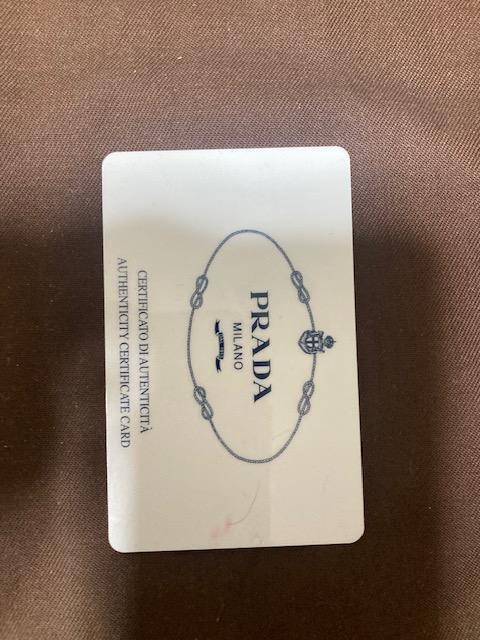 PRADA
MILANO
CERTIFICATO DI AUTENTICITÀ
AUTHENTICITY CERTIFICATE CARD